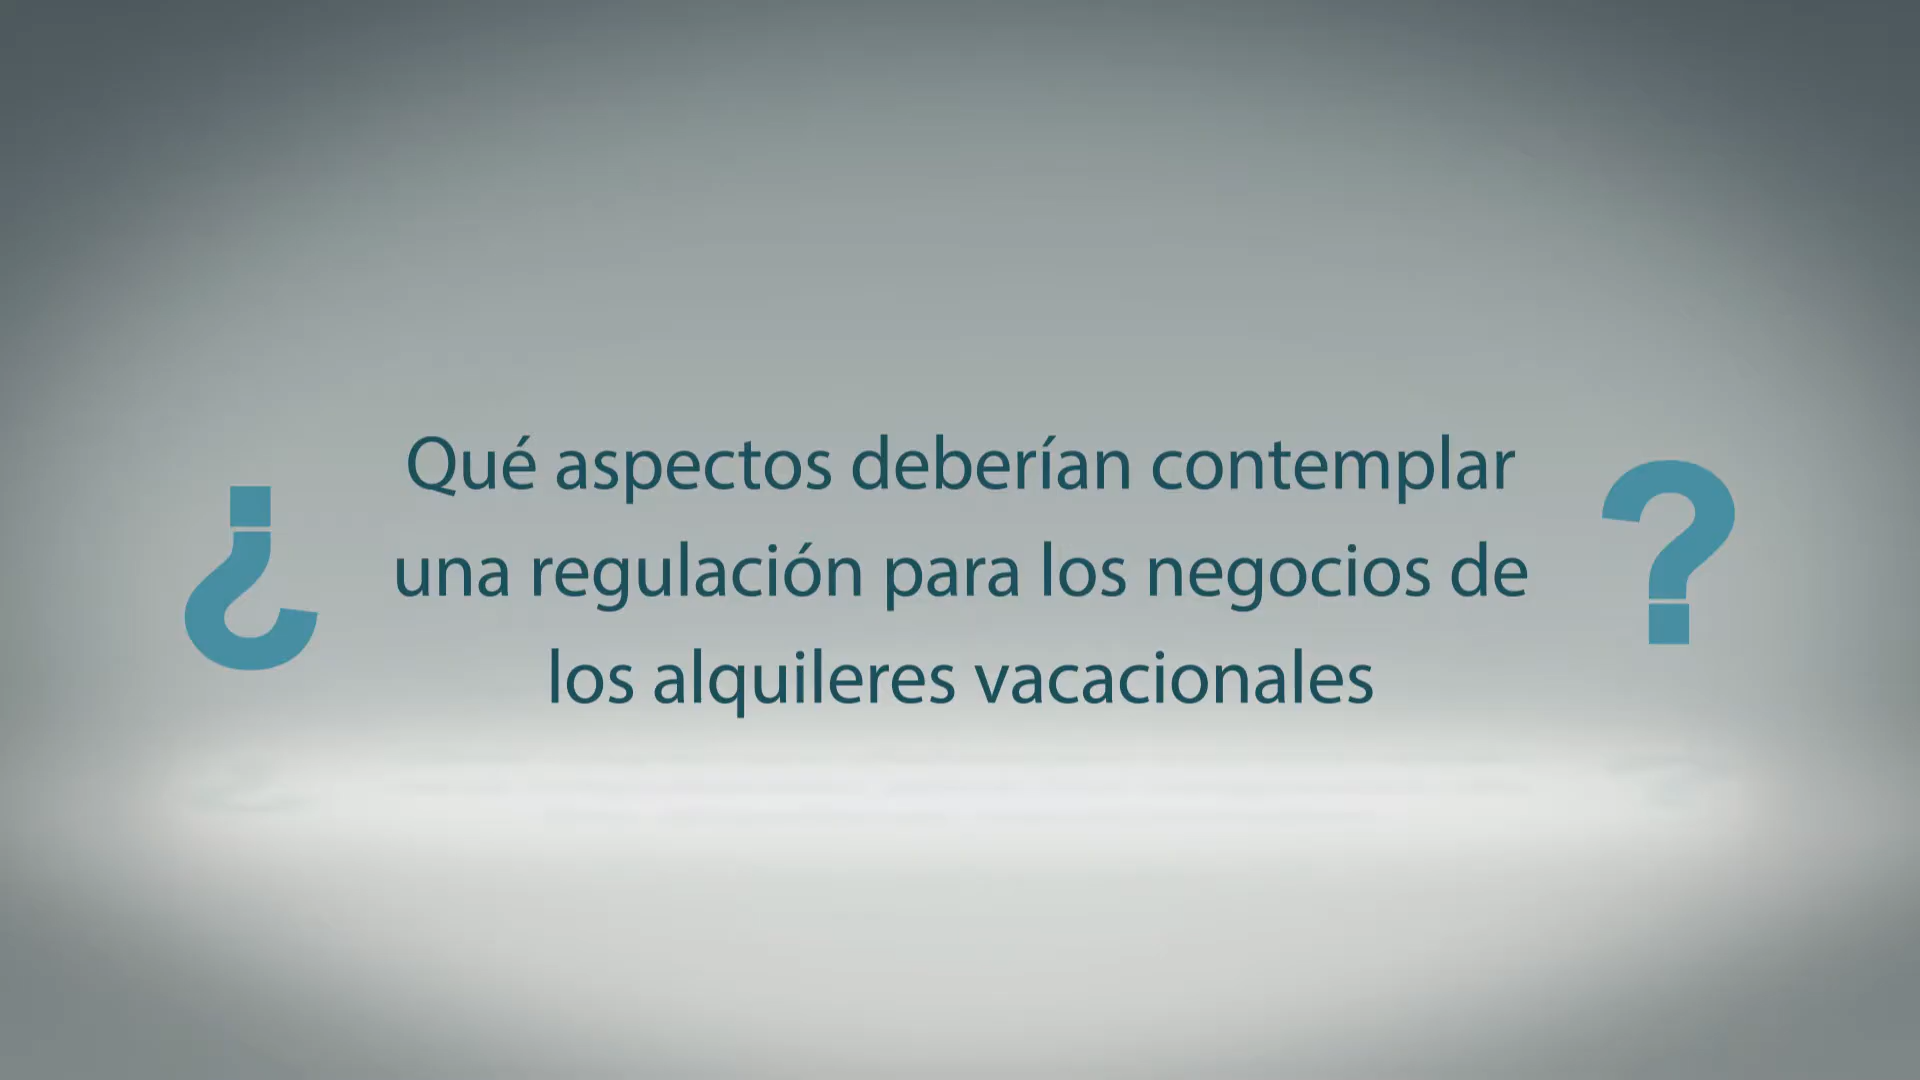 ¿ Qué aspectos deberían contemplar
una regulación para los negocios de
los alquileres vacacionales ?